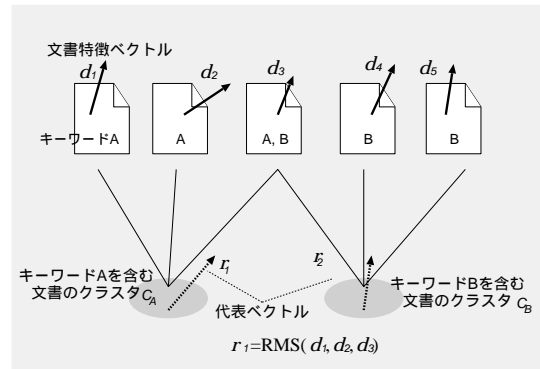 文書特徴ベクトル
d1 d2 d3 d4 d5
キーワードA A A, B B B
r1 r2
キーワードAを含む
文書のクラスタCA
キーワードBを含む
文書のクラスタ CB
代表ベクトル
r1=RMS( d1, d2, d3)